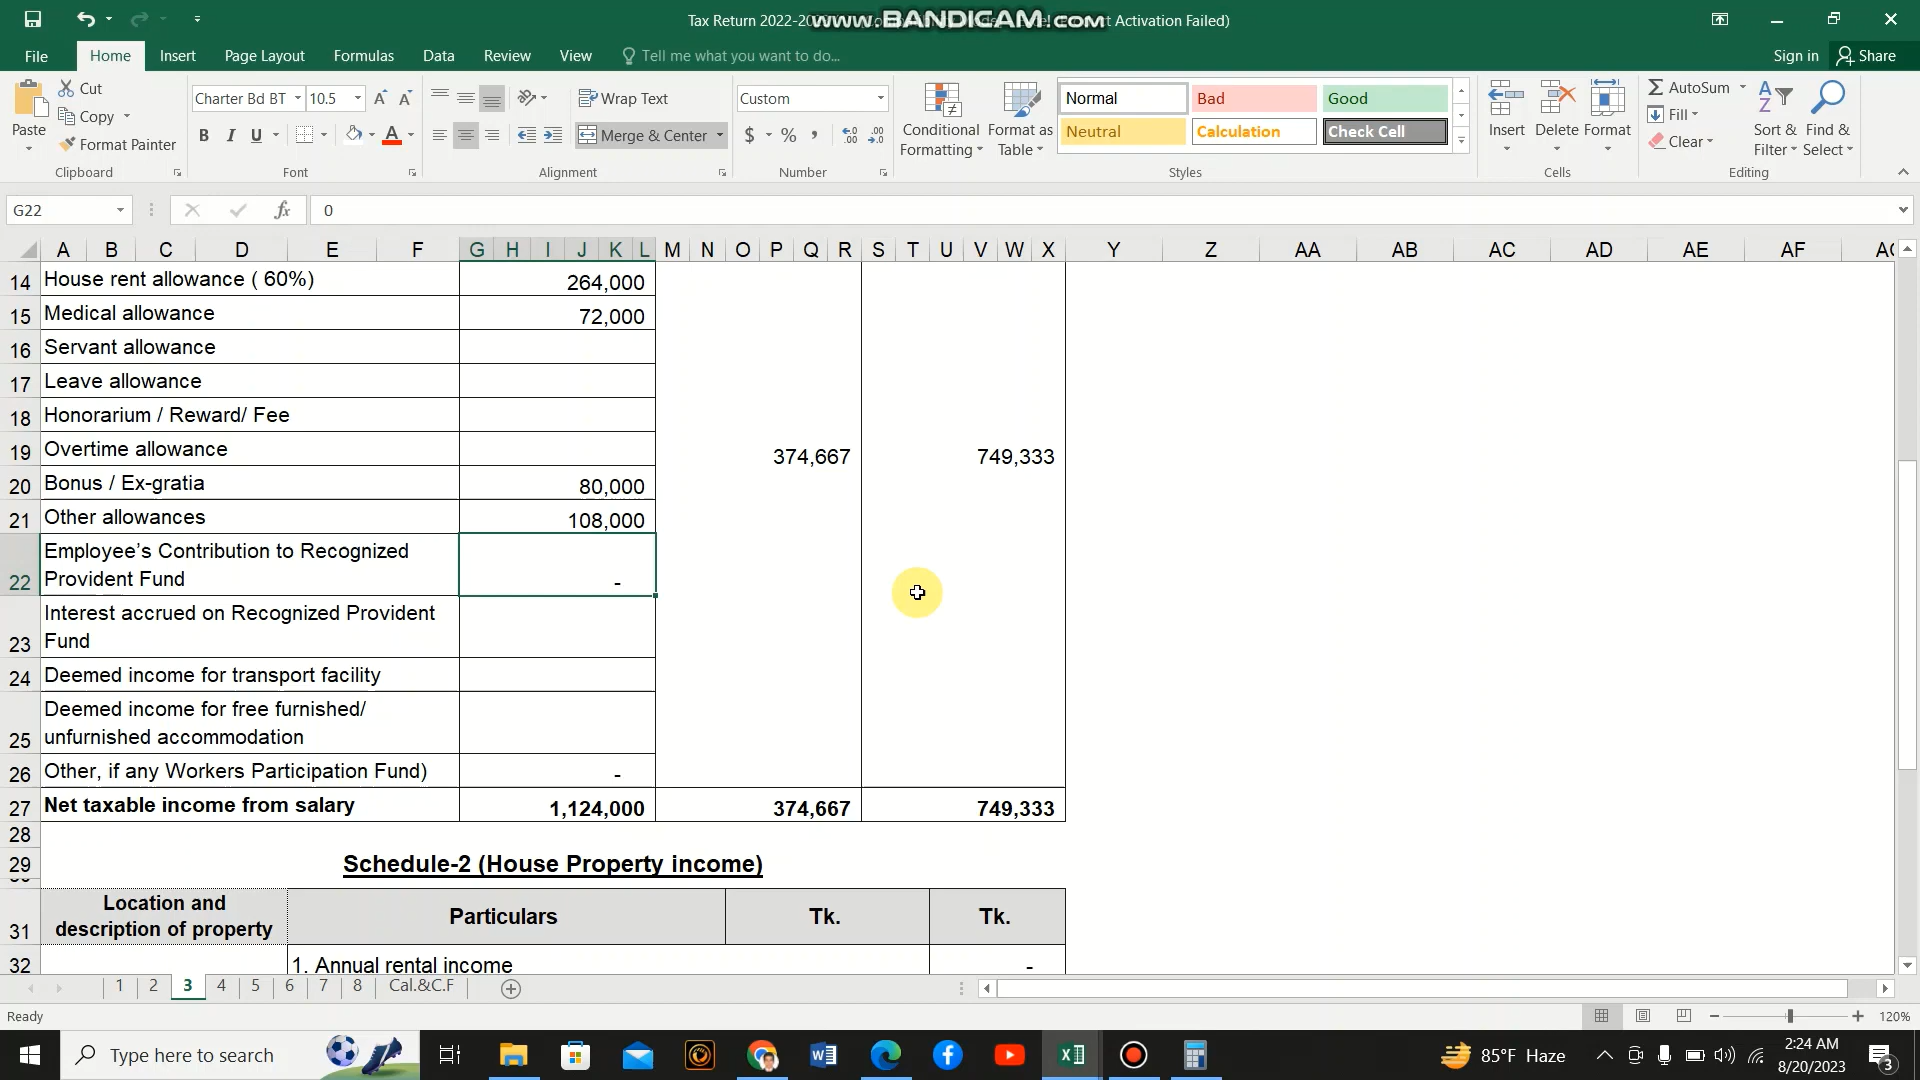 Tax Return 2022-20
www.BANDICAM.com
t Activation Failed)
File
Home
Insert
Page Layout
Formulas
Data
Review
View
Tell me what you want to do...
Sign in
Share
Paste
Cut
Copy
Format Painter
Clipboard
Charter Bd BT
10.5
B I U
Font
Wrap Text
Merge & Center
Alignment
Custom
$ % ,
Number
Conditional Formatting
Format as Table
Normal
Bad
Good
Neutral
Calculation
Check Cell
Styles
Insert
Delete
Format
Cells
AutoSum
Fill
Clear
Sort & Filter
Find & Select
Editing
G22
fx
0
A B C D E F G H I J K L M N O P Q R S T U V W X Y Z AA AB AC AD AE AF
14 House rent allowance ( 60%) 264,000
15 Medical allowance 72,000
16 Servant allowance
17 Leave allowance
18 Honorarium / Reward/ Fee
19 Overtime allowance 374,667 749,333
20 Bonus / Ex-gratia 80,000
21 Other allowances 108,000
Employee’s Contribution to Recognized
22 Provident Fund -
Interest accrued on Recognized Provident
23 Fund
24 Deemed income for transport facility
Deemed income for free furnished/
25 unfurnished accommodation
26 Other, if any Workers Participation Fund) -
27 Net taxable income from salary 1,124,000 374,667 749,333
28
29 Schedule-2 (House Property income)
Location and
31 description of property Particulars Tk. Tk.
32 1. Annual rental income -
1 2 3 4 5 6 7 8 Cal.&C.F
Ready
120%
Type here to search
85°F Haze
2:24 AM
8/20/2023
3